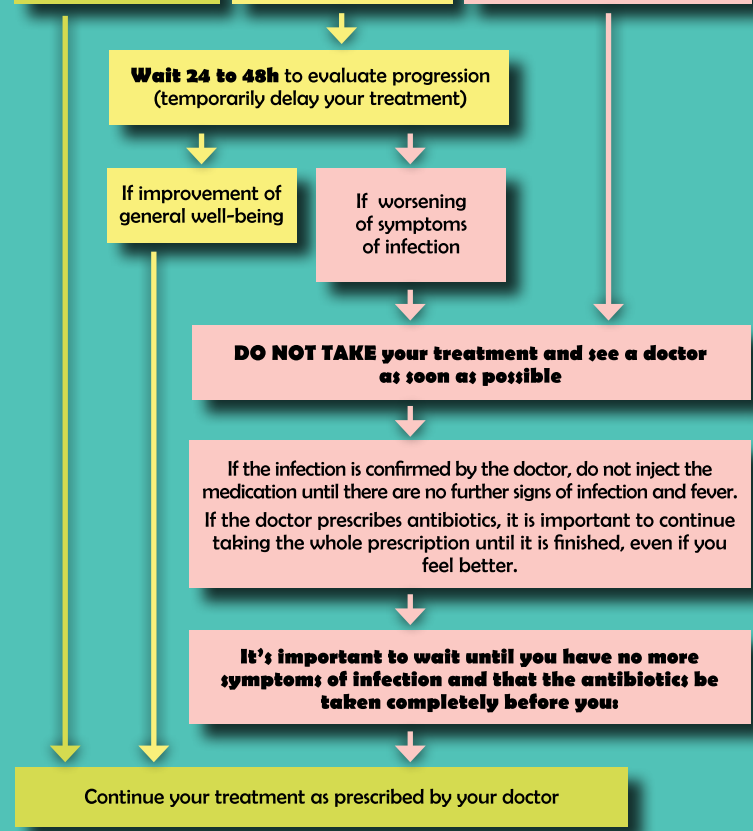 Wait 24 to 48h to evaluate progression
(temporarily delay your treatment)
If improvement of
general well-being
If worsening
of symptoms
of infection
DO NOT TAKE your treatment and see a doctor
as soon as possible
If the infection is confirmed by the doctor, do not inject the
medication until there are no further signs of infection and fever.
If the doctor prescribes antibiotics, it is important to continue
taking the whole prescription until it is finished, even if you
feel better.
It's important to wait until you have no more
symptoms of infection and that the antibiotics be
taken completely before you:
Continue your treatment as prescribed by your doctor